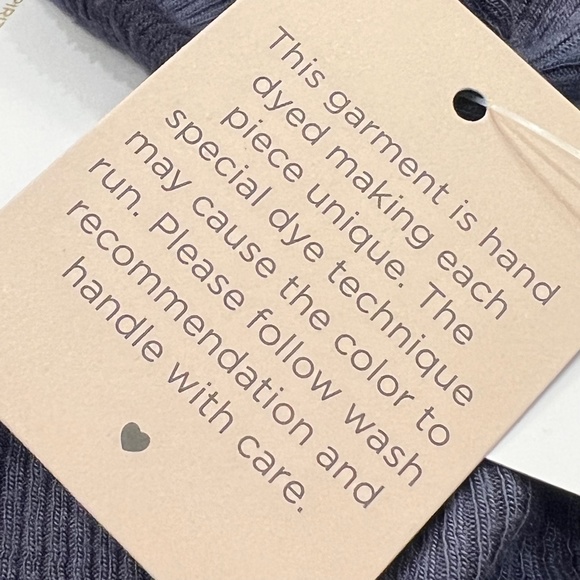 This garment is hand
dyed making each
piece unique. The
special dye technique
may cause the color to
run. Please follow wash
recommendation and
handle with care.